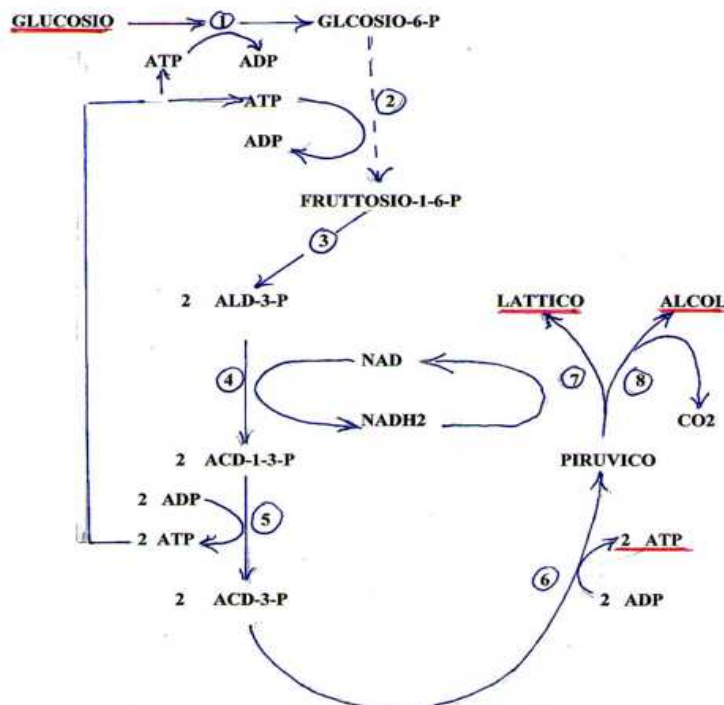 GLUCOSIO 1 GLCOSIO-6-P
ATP ADP
ATP 2
ADP
FRUTTOSIO-1-6-P
3
2 ALD-3-P LATTICO ALCOL
NAD
4 7 8
NADH2 CO2
2 ACD-1-3-P PIRUVICO
2 ADP
5
2 ATP 2 ATP
6
2 ACD-3-P 2 ADP